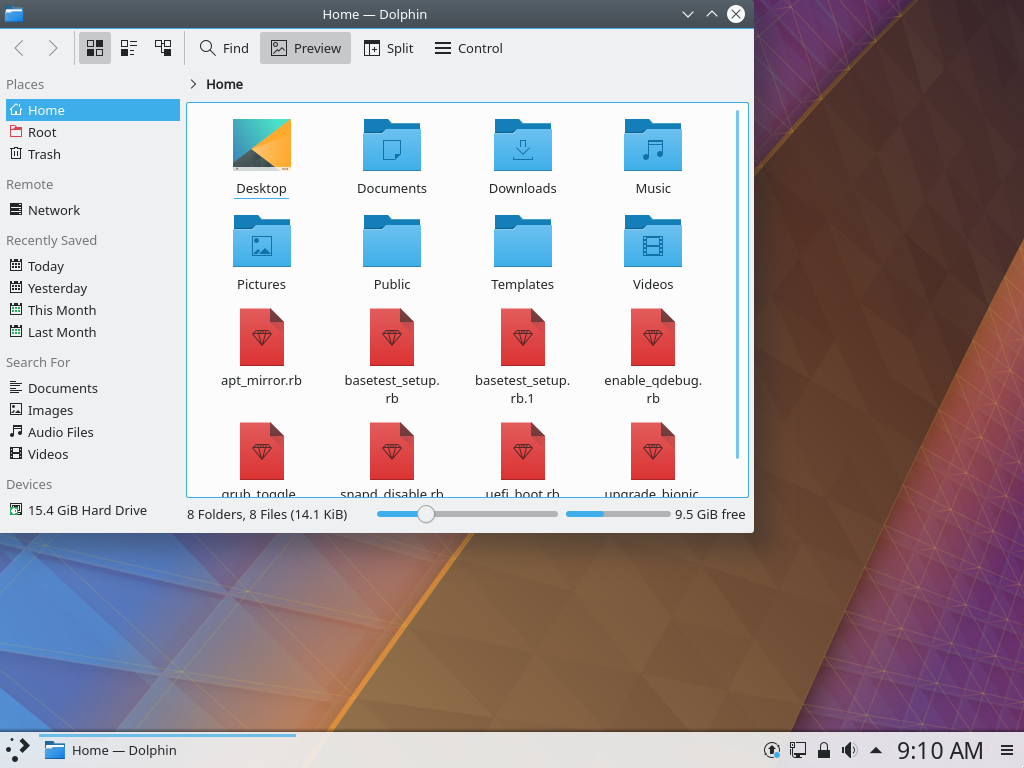 Home — Dolphin
Find
Preview
Split
Control
Places
Home
Root
Trash
Remote
Network
Recently Saved
Today
Yesterday
This Month
Last Month
Search For
Documents
Images
Audio Files
Videos
Devices
15.4 GiB Hard Drive
Home
Desktop
Documents
Downloads
Music
Pictures
Public
Templates
Videos
apt_mirror.rb
basetest_setup.
rb
basetest_setup.
rb.1
enable_qdebug.
rb
grub_toggle_
snapd_disable.rb
uefi_boot.rb
upgrade_bionic
8 Folders, 8 Files (14.1 KiB)
9.5 GiB free
Home — Dolphin
9:10 AM